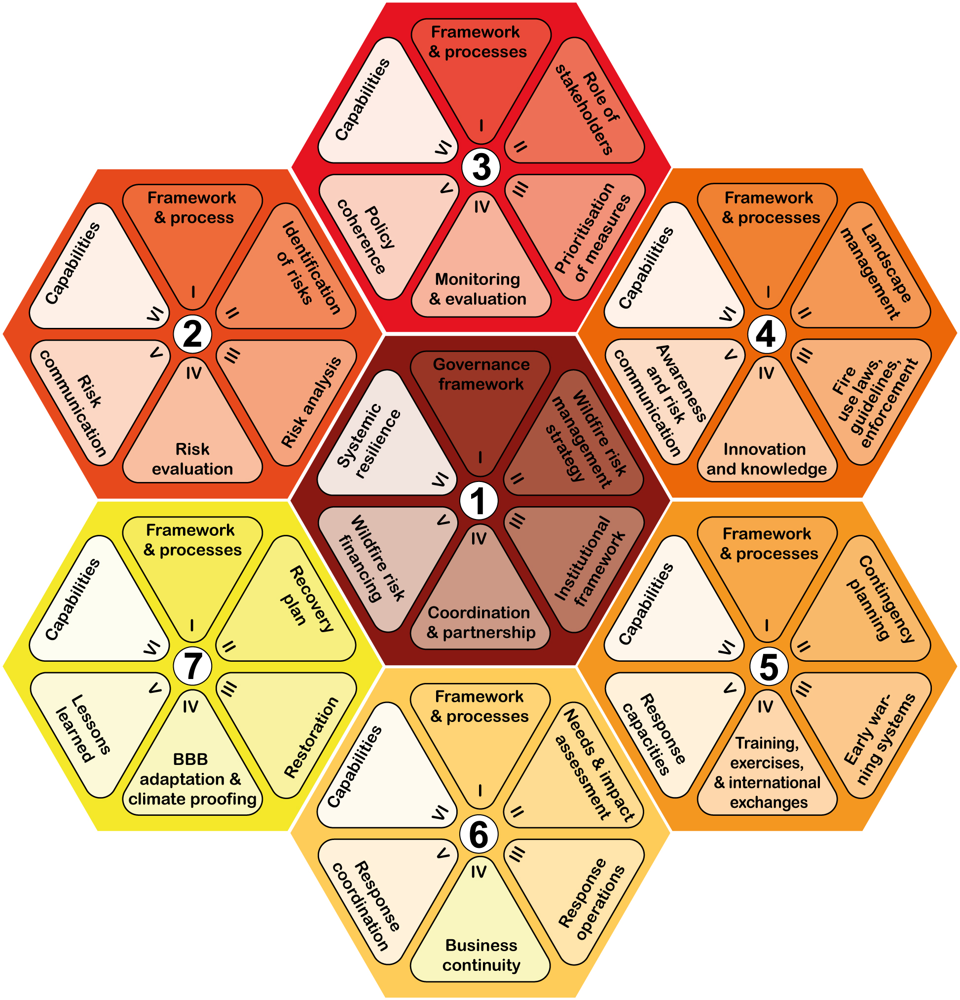 Framework
& processes
I
Role of
stakeholders
II
Prioritisation
of measures
III
Monitoring
& evaluation
IV
Policy
coherence
V
Capabilities
VI
3
Framework
& process
I
Identification
of risks
II
Risk analysis
III
Risk
evaluation
IV
Risk
communication
V
Capabilities
VI
2
Framework
& processes
I
Landscape
management
II
Fire
use laws,
guidelines,
enforcement
III
Innovation
and knowledge
IV
Awareness
and risk
communication
V
Capabilities
VI
4
Governance
framework
I
Wildfire risk
management
strategy
II
Institutional
framework
III
Coordination
& partnership
IV
Wildfire risk
financing
V
Systemic
resilience
VI
1
Framework
& processes
I
Recovery
plan
II
Restoration
III
BBB
adaptation &
climate proofing
IV
Lessons
learned
V
Capabilities
VI
7
Framework
& processes
I
Contingency
planning
II
Early war-
ning systems
III
Training,
exercises,
& international
exchanges
IV
Response
capacities
V
Capabilities
VI
5
Framework
& processes
I
Needs & impact
assessment
II
Response
operations
III
Business
continuity
IV
Response
coordination
V
Capabilities
VI
6